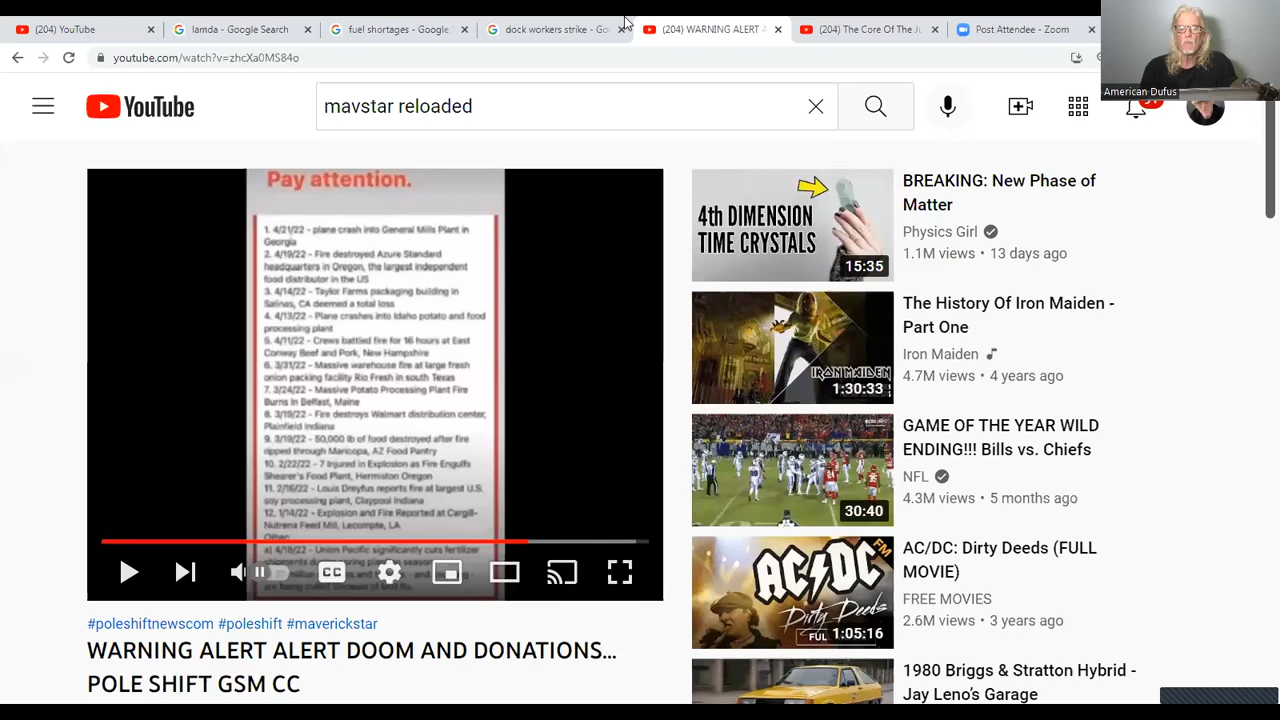 (204) YouTube
lamda - Google Search
fuel shortages - Google
dock workers strike - Go
(204) WARNING ALERT A
(204) The Core Of The Ju
Post Attendee - Zoom
youtube.com/watch?v=zhcXa0MS84o
American Dufus
YouTube
mavstar reloaded
Pay attention.
1. 4/21/22 - plane crash into General Mills Plant in
Georgia
2. 4/19/22 - Fire destroyed Azure Standard
headquarters in Oregon, the largest independent
food distributor in the US
3. 4/14/22 - Taylor Farms packaging building in
Salinas, CA deemed a total loss
4. 4/13/22 - Plane crashes into Idaho potato and food
processing plant
5. 4/11/22 - Crews battled fire for 16 hours at East
Conway Beef and Pork, New Hampshire
6. 3/31/22 - Massive warehouse fire at large fresh
onion packing facility Rio Fresh in south Texas
7. 3/24/22 - Massive Potato Processing Plant Fire
Burns In Belfast, Maine
8. 3/19/22 - Fire destroys Walmart distribution center,
Plainfield Indiana
9. 3/19/22 - 50,000 lb of food destroyed after fire
ripped through Maricopa, AZ Food Pantry
10. 2/22/22 - 7 Injured in Explosion as Fire Engulfs
Shearer's Food Plant, Hermiston Oregon
11. 2/16/22 - Louis Dreyfus reports fire at largest U.S.
soy processing plant, Claypool Indiana
12. 1/14/22 - Explosion and Fire Reported at Cargill-
Nutrena Feed Mill, Lecompte, LA
Other:
a) 4/18/22 - Union Pacific significantly cuts fertilizer
CC
#poleshiftnewscom #poleshift #maverickstar
WARNING ALERT ALERT DOOM AND DONATIONS...
POLE SHIFT GSM CC
4th DIMENSION
TIME CRYSTALS
15:35
BREAKING: New Phase of
Matter
Physics Girl
1.1M views • 13 days ago
IRON MAIDEN
1:30:33
The History Of Iron Maiden -
Part One
Iron Maiden
4.7M views • 4 years ago
30:40
GAME OF THE YEAR WILD
ENDING!!! Bills vs. Chiefs
NFL
4.3M views • 5 months ago
AC/DC
FM
Dirty Deeds
FUL
1:05:16
AC/DC: Dirty Deeds (FULL
MOVIE)
FREE MOVIES
2.6M views • 3 years ago
1980 Briggs & Stratton Hybrid -
Jay Leno's Garage